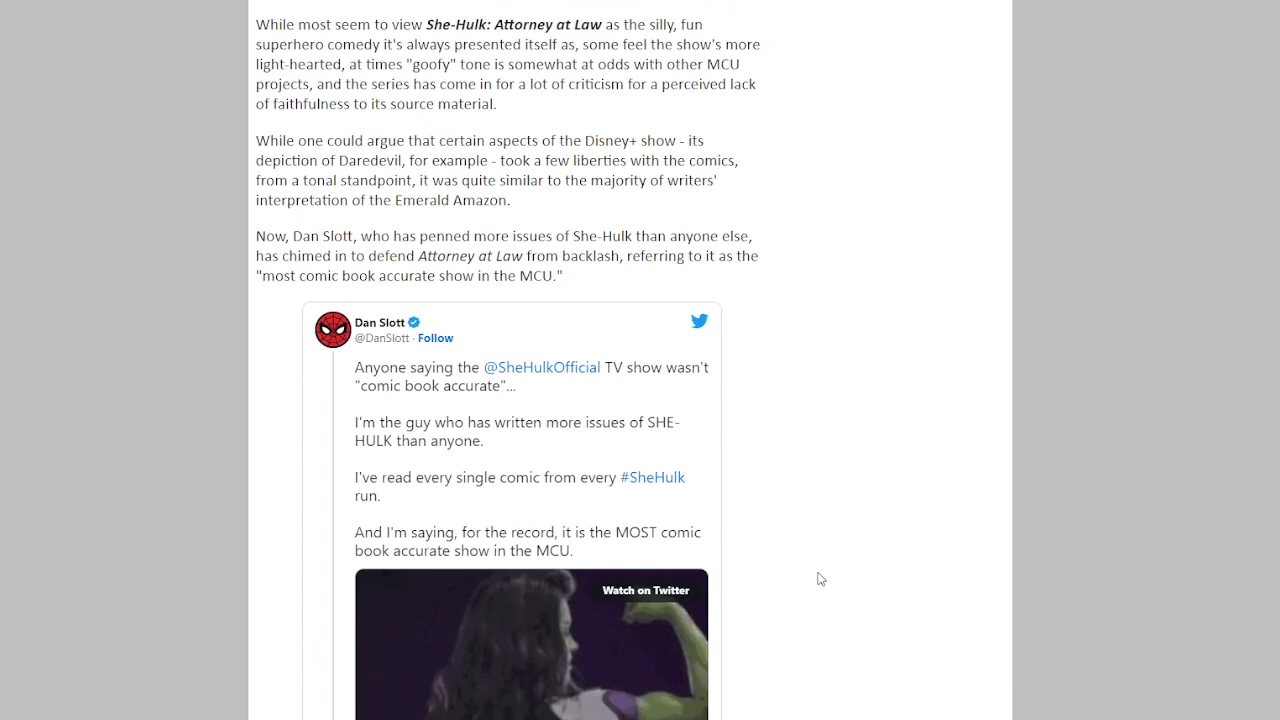 While most seem to view She-Hulk: Attorney at Law as the silly, fun
superhero comedy it's always presented itself as, some feel the show's more
light-hearted, at times "goofy" tone is somewhat at odds with other MCU
projects, and the series has come in for a lot of criticism for a perceived lack
of faithfulness to its source material.
While one could argue that certain aspects of the Disney+ show - its
depiction of Daredevil, for example - took a few liberties with the comics,
from a tonal standpoint, it was quite similar to the majority of writers'
interpretation of the Emerald Amazon.
Now, Dan Slott, who has penned more issues of She-Hulk than anyone else,
has chimed in to defend Attorney at Law from backlash, referring to it as the
"most comic book accurate show in the MCU."
Dan Slott
@DanSlott · Follow
Anyone saying the @SheHulkOfficial TV show wasn't
"comic book accurate"...
I'm the guy who has written more issues of SHE-
HULK than anyone.
I've read every single comic from every #SheHulk
run.
And I'm saying, for the record, it is the MOST comic
book accurate show in the MCU.
Watch on Twitter